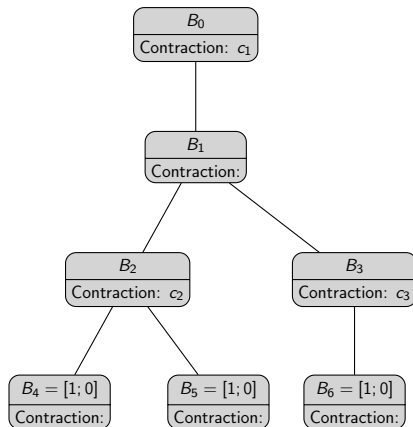 B₀
Contraction: c₁
B₁
Contraction:
B₂
Contraction: c₂
B₃
Contraction: c₃
B₄ = [1; 0]
Contraction:
B₅ = [1; 0]
Contraction:
B₆ = [1; 0]
Contraction: